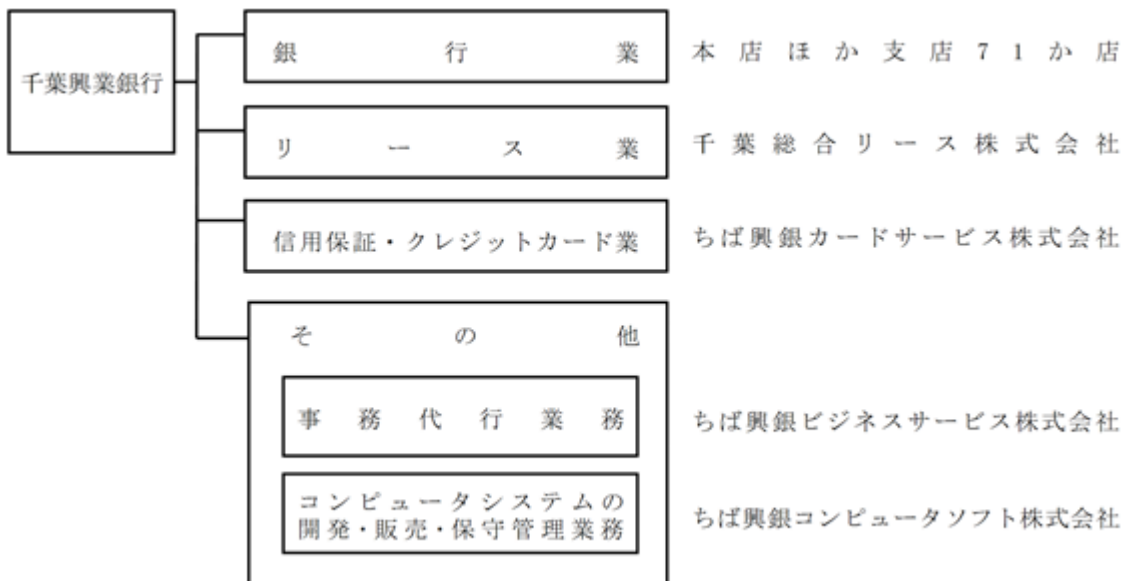 千葉興業銀行
銀行業 本店ほか支店71か店
リース業 千葉総合リース株式会社
信用保証・クレジットカード業 ちば興銀カードサービス株式会社
その他
事務代行業務 ちば興銀ビジネスサービス株式会社
コンピュータシステムの
開発・販売・保守管理業務 ちば興銀コンピュータソフト株式会社